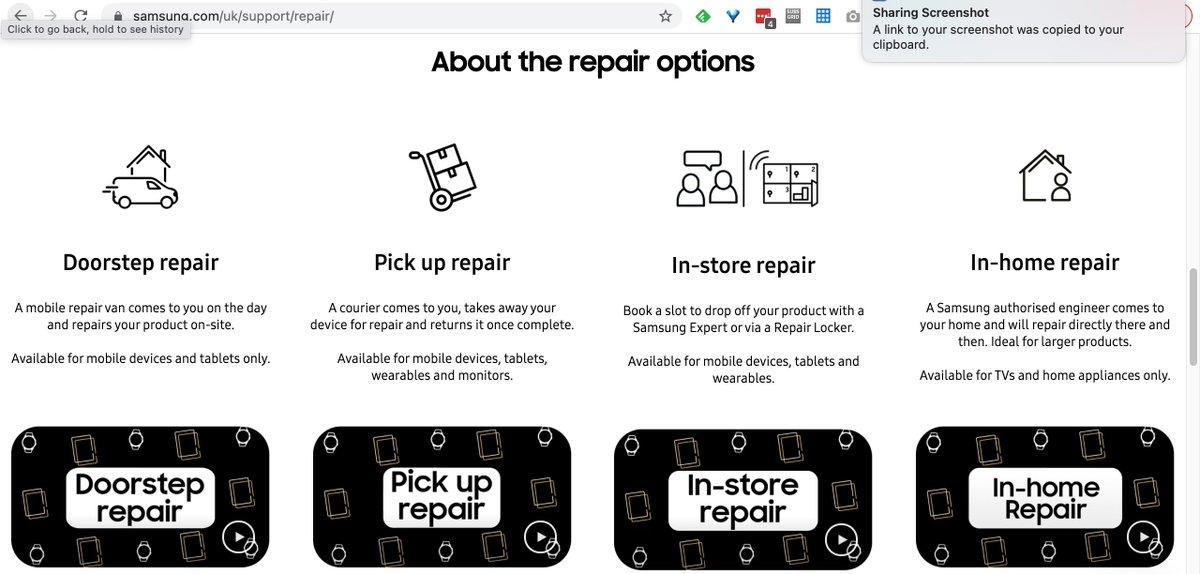 samsung.com/uk/support/repair/
Click to go back, hold to see history
4
SUBS
GRID
Sharing Screenshot
A link to your screenshot was copied to your
clipboard.
About the repair options
1
2
3
Doorstep repair
A mobile repair van comes to you on the day
and repairs your product on-site.
Available for mobile devices and tablets only.
Pick up repair
A courier comes to you, takes away your
device for repair and returns it once complete.
Available for mobile devices, tablets,
wearables and monitors.
In-store repair
Book a slot to drop off your product with a
Samsung Expert or via a Repair Locker.
Available for mobile devices, tablets and
wearables.
In-home repair
A Samsung authorised engineer comes to
your home and will repair directly there and
then. Ideal for larger products.
Available for TVs and home appliances only.
Doorstep
repair
Pick up
repair
In-store
repair
In-home
Repair